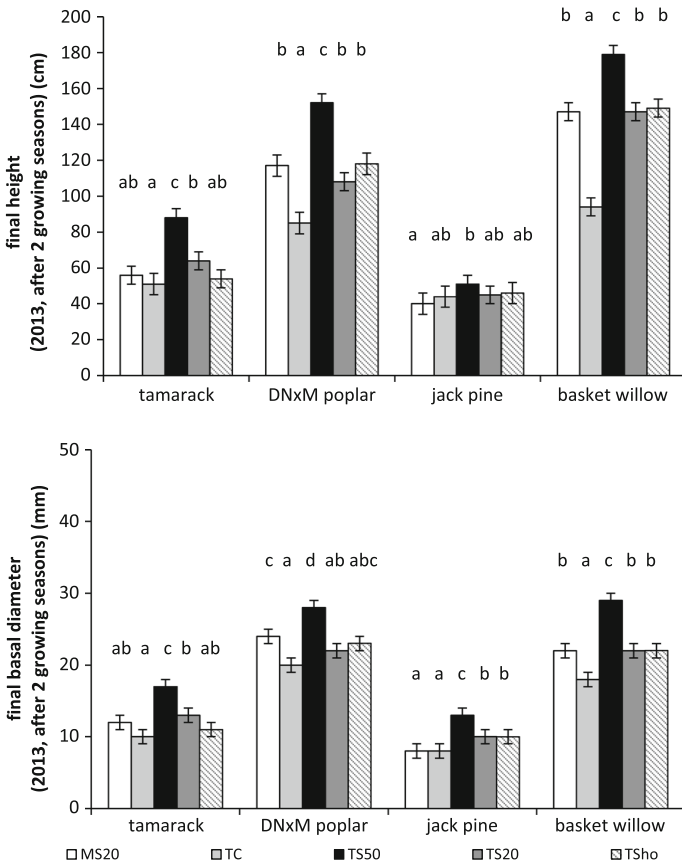 final height
(2013, after 2 growing seasons) (cm)
200
180
160
140
120
100
80
60
40
20
0
ab a c b ab
b a c b b
a ab b ab ab
b a c b b
tamarack DNxM poplar jack pine basket willow
final basal diameter
(2013, after 2 growing seasons) (mm)
50
40
30
20
10
0
ab a c b ab
c a d ab abc
a a c b b
b a c b b
tamarack DNxM poplar jack pine basket willow
MS20 TC TS50 TS20 TSho